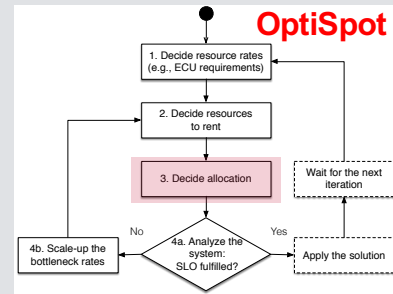 OptiSpot
1. Decide resource rates
(e.g., ECU requirements)
2. Decide resources
to rent
3. Decide allocation
Wait for the next
iteration
No
4a. Analyze the
system:
SLO fulfilled?
Yes
4b. Scale-up the
bottleneck rates
Apply the solution